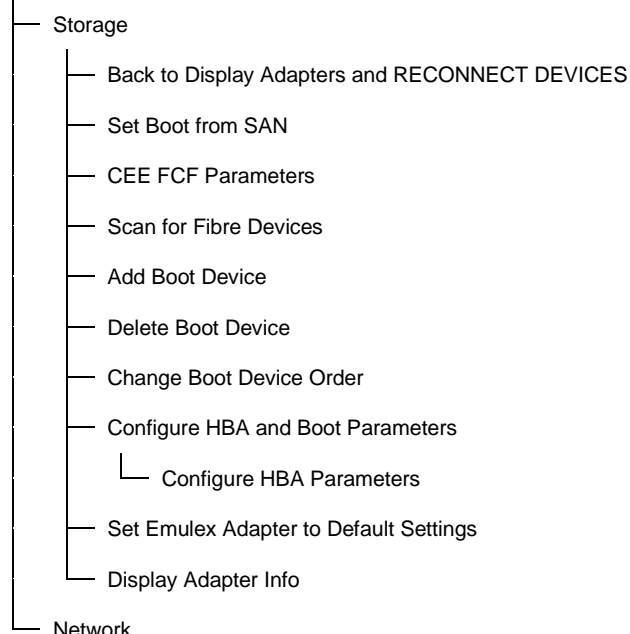 Storage
Back to Display Adapters and RECONNECT DEVICES
Set Boot from SAN
CEE FCF Parameters
Scan for Fibre Devices
Add Boot Device
Delete Boot Device
Change Boot Device Order
Configure HBA and Boot Parameters
Configure HBA Parameters
Set Emulex Adapter to Default Settings
Display Adapter Info
Network